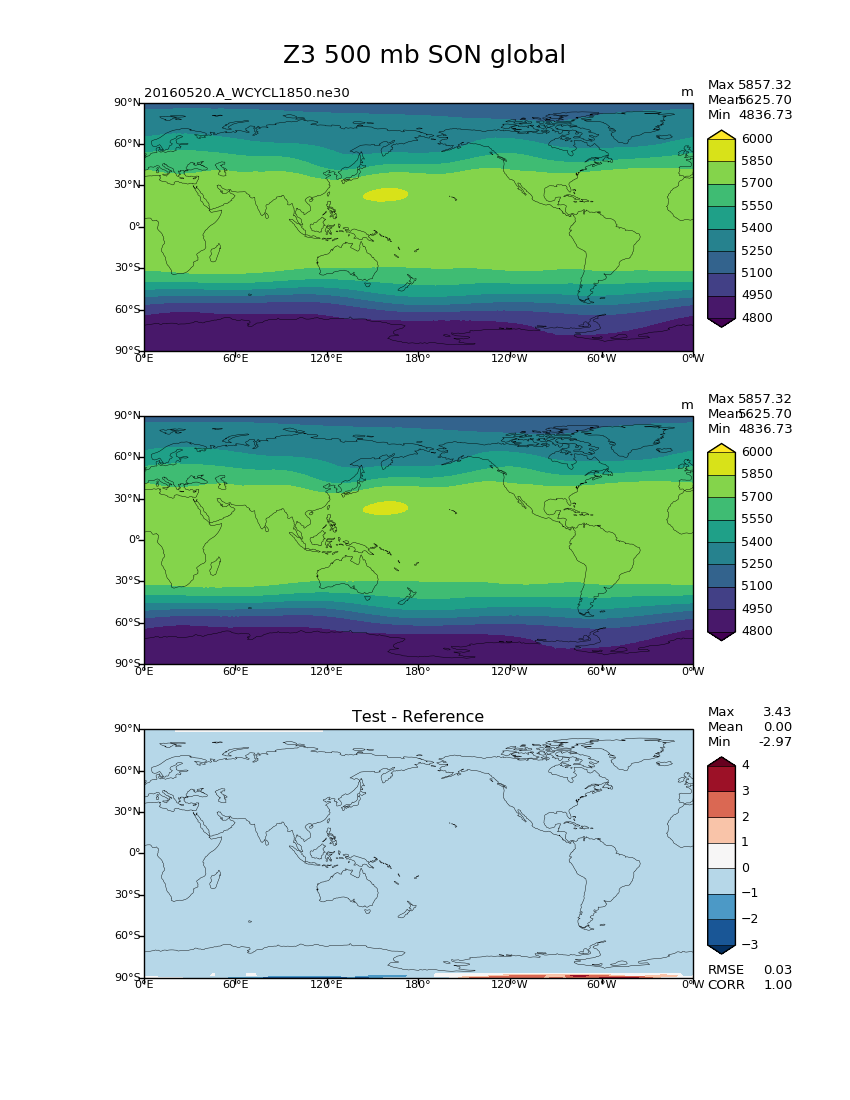 Z3 500 mb SON global
20160520.A_WCYCL1850.ne30
m
Max 5857.32
Mean 5625.70
Min 4836.73
90°N
60°N
30°N
0°
30°S
60°S
90°S
0°E 60°E 120°E 180° 120°W 60°W 0°W
6000
5850
5700
5550
5400
5250
5100
4950
4800
m
Max 5857.32
Mean 5625.70
Min 4836.73
90°N
60°N
30°N
0°
30°S
60°S
90°S
0°E 60°E 120°E 180° 120°W 60°W 0°W
6000
5850
5700
5550
5400
5250
5100
4950
4800
Test - Reference
Max 3.43
Mean 0.00
Min -2.97
90°N
60°N
30°N
0°
30°S
60°S
90°S
0°E 60°E 120°E 180° 120°W 60°W 0°W
4
3
2
1
0
−1
−2
−3
RMSE 0.03
CORR 1.00